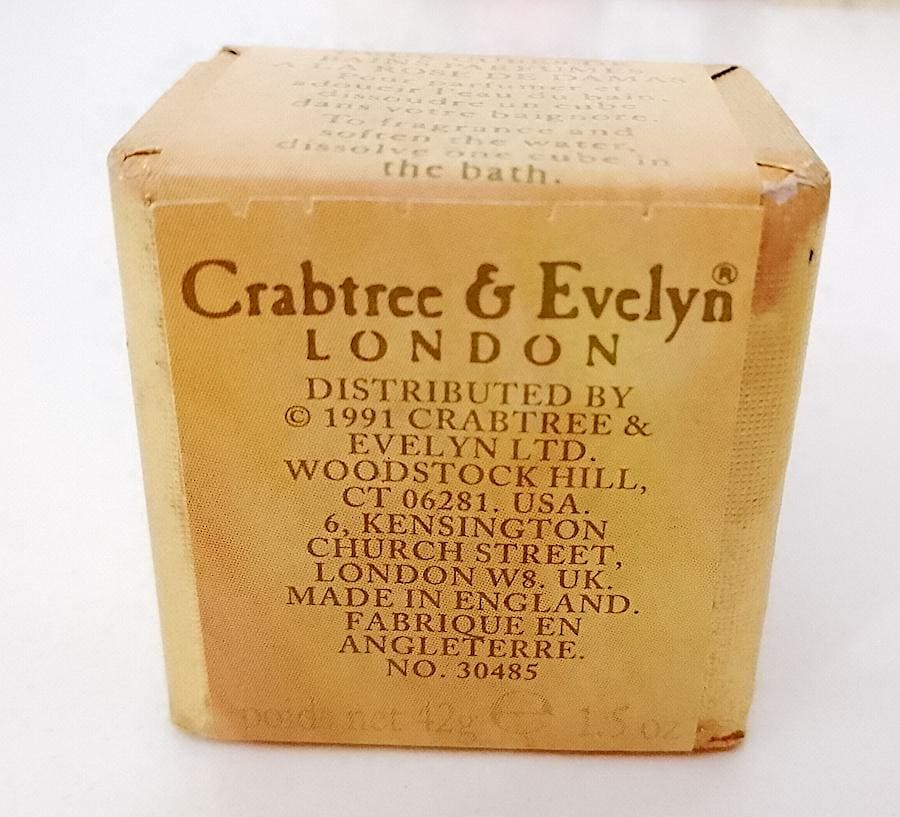 BAINS PARFUMES
A LA ROSE DE DAMAS
Pour parfumer et
adoucir l'eau du bain,
dissoudre un cube
dans votre baignore.
To fragrance and
soften the water,
dissolve one cube in
the bath.
Crabtree & Evelyn®
LONDON
DISTRIBUTED BY
© 1991 CRABTREE &
EVELYN LTD.
WOODSTOCK HILL,
CT 06281. USA.
6, KENSINGTON
CHURCH STREET,
LONDON W8. UK.
MADE IN ENGLAND.
FABRIQUE EN
ANGLETERRE.
NO. 30485
poids net 42g e 1.5 oz